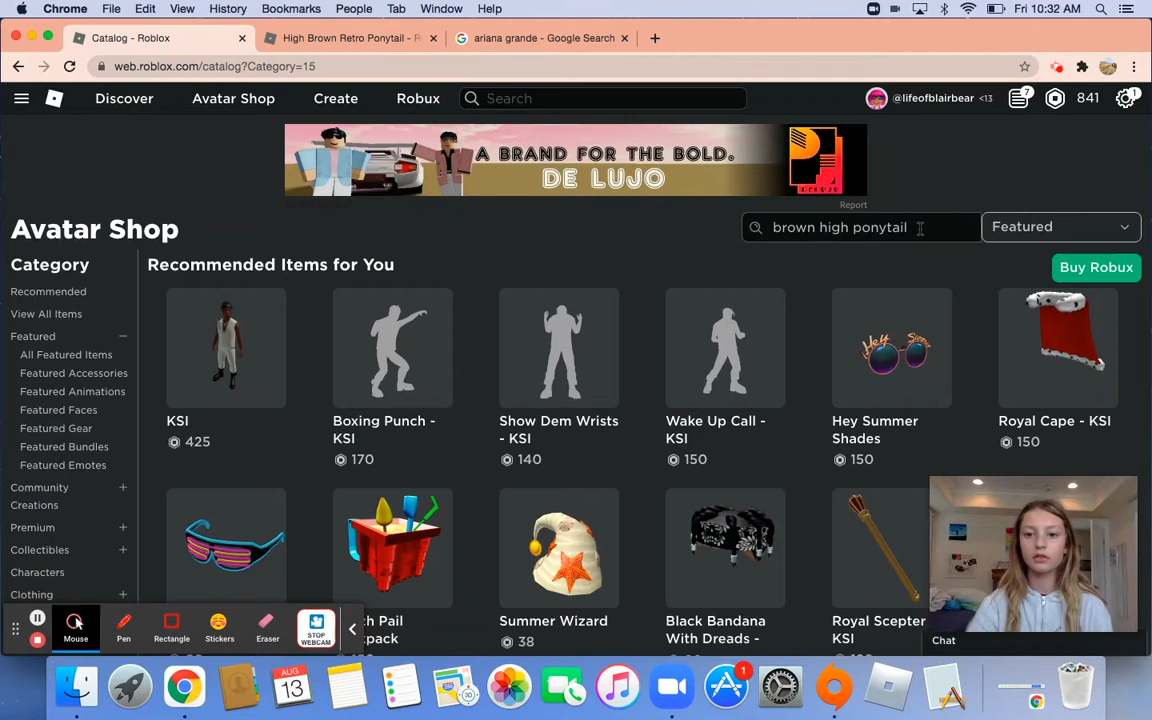 Chrome File Edit View History Bookmarks People Tab Window Help Fri 10:32 AM
Catalog - Roblox High Brown Retro Ponytail - R ariana grande - Google Search
web.roblox.com/catalog?Category=15
Discover Avatar Shop Create Robux Search @lifeofblairbear <13 7 841 1
A BRAND FOR THE BOLD.
DE LUJO
Report
Avatar Shop brown high ponytail Featured
Category Recommended Items for You Buy Robux
Recommended
View All Items
Featured
All Featured Items
Featured Accessories
Featured Animations
Featured Faces
Featured Gear
Featured Bundles
Featured Emotes
Community
Creations
Premium
Collectibles
Characters
Clothing
Hey Summer
KSI
425
Boxing Punch -
KSI
170
Show Dem Wrists
- KSI
140
Wake Up Call -
KSI
150
Hey Summer
Shades
150
Royal Cape - KSI
150
Summer Wizard
38
Black Bandana
With Dreads -
Royal Scepter
KSI
Mouse Pen Rectangle Stickers Eraser STOP
WEBCAM
Chat
AUG
13
1